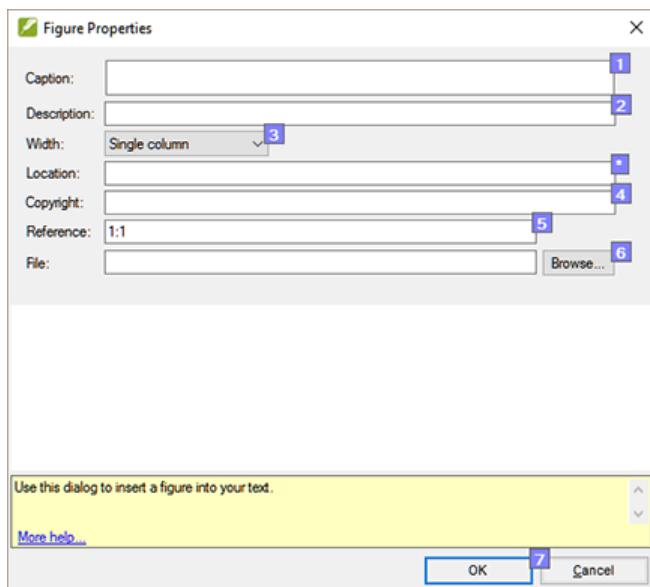 Figure Properties
Caption: 1
Description: 2
Width: Single column 3
Location: *
Copyright: 4
Reference: 1:1 5
File: Browse... 6
Use this dialog to insert a figure into your text.
More help...
OK 7 Cancel